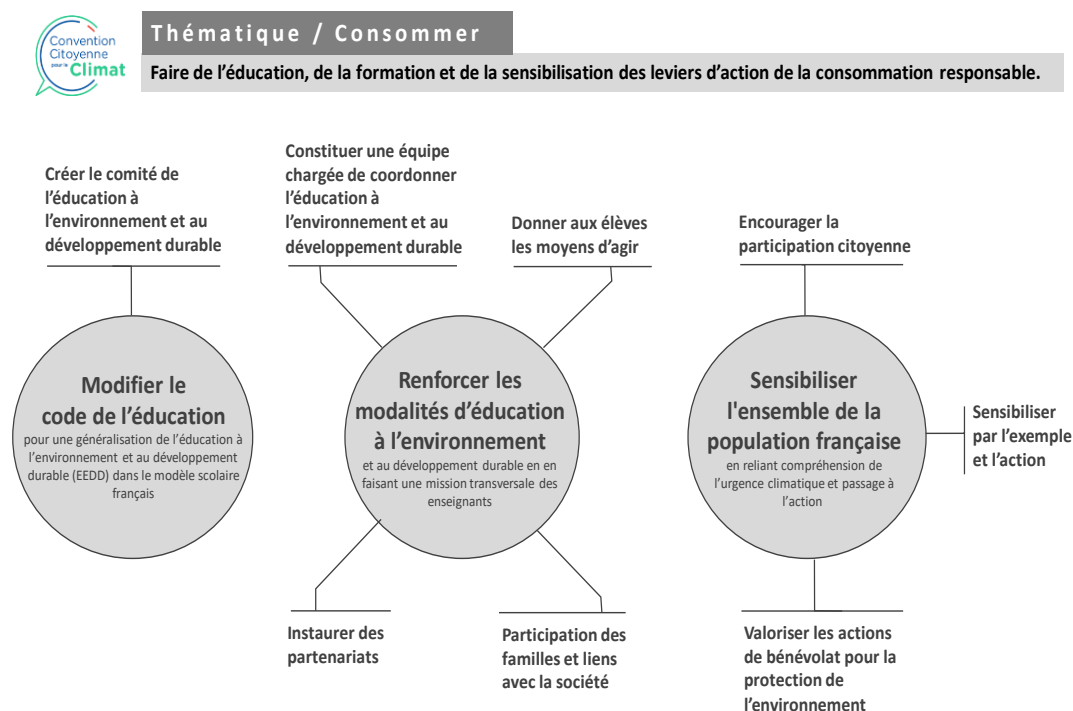 Convention
Citoyenne
pour le Climat
Thématique / Consommer
Faire de l’éducation, de la formation et de la sensibilisation des leviers d’action de la consommation responsable.
Créer le comité de
l’éducation à
l’environnement et au
développement durable
Modifier le
code de l’éducation
pour une généralisation de l’éducation à
l’environnement et au développement
durable (EEDD) dans le modèle scolaire
français
Constituer une équipe
chargée de coordonner
l’éducation à
l’environnement et au
développement durable
Donner aux élèves
les moyens d’agir
Renforcer les
modalités d’éducation
à l’environnement
et au développement durable en en
faisant une mission transversale des
enseignants
Instaurer des
partenariats
Participation des
familles et liens
avec la société
Encourager la
participation citoyenne
Sensibiliser
l'ensemble de la
population française
en reliant compréhension de
l’urgence climatique et passage à
l’action
Sensibiliser
par l’exemple
et l’action
Valoriser les actions
de bénévolat pour la
protection de
l’environnement